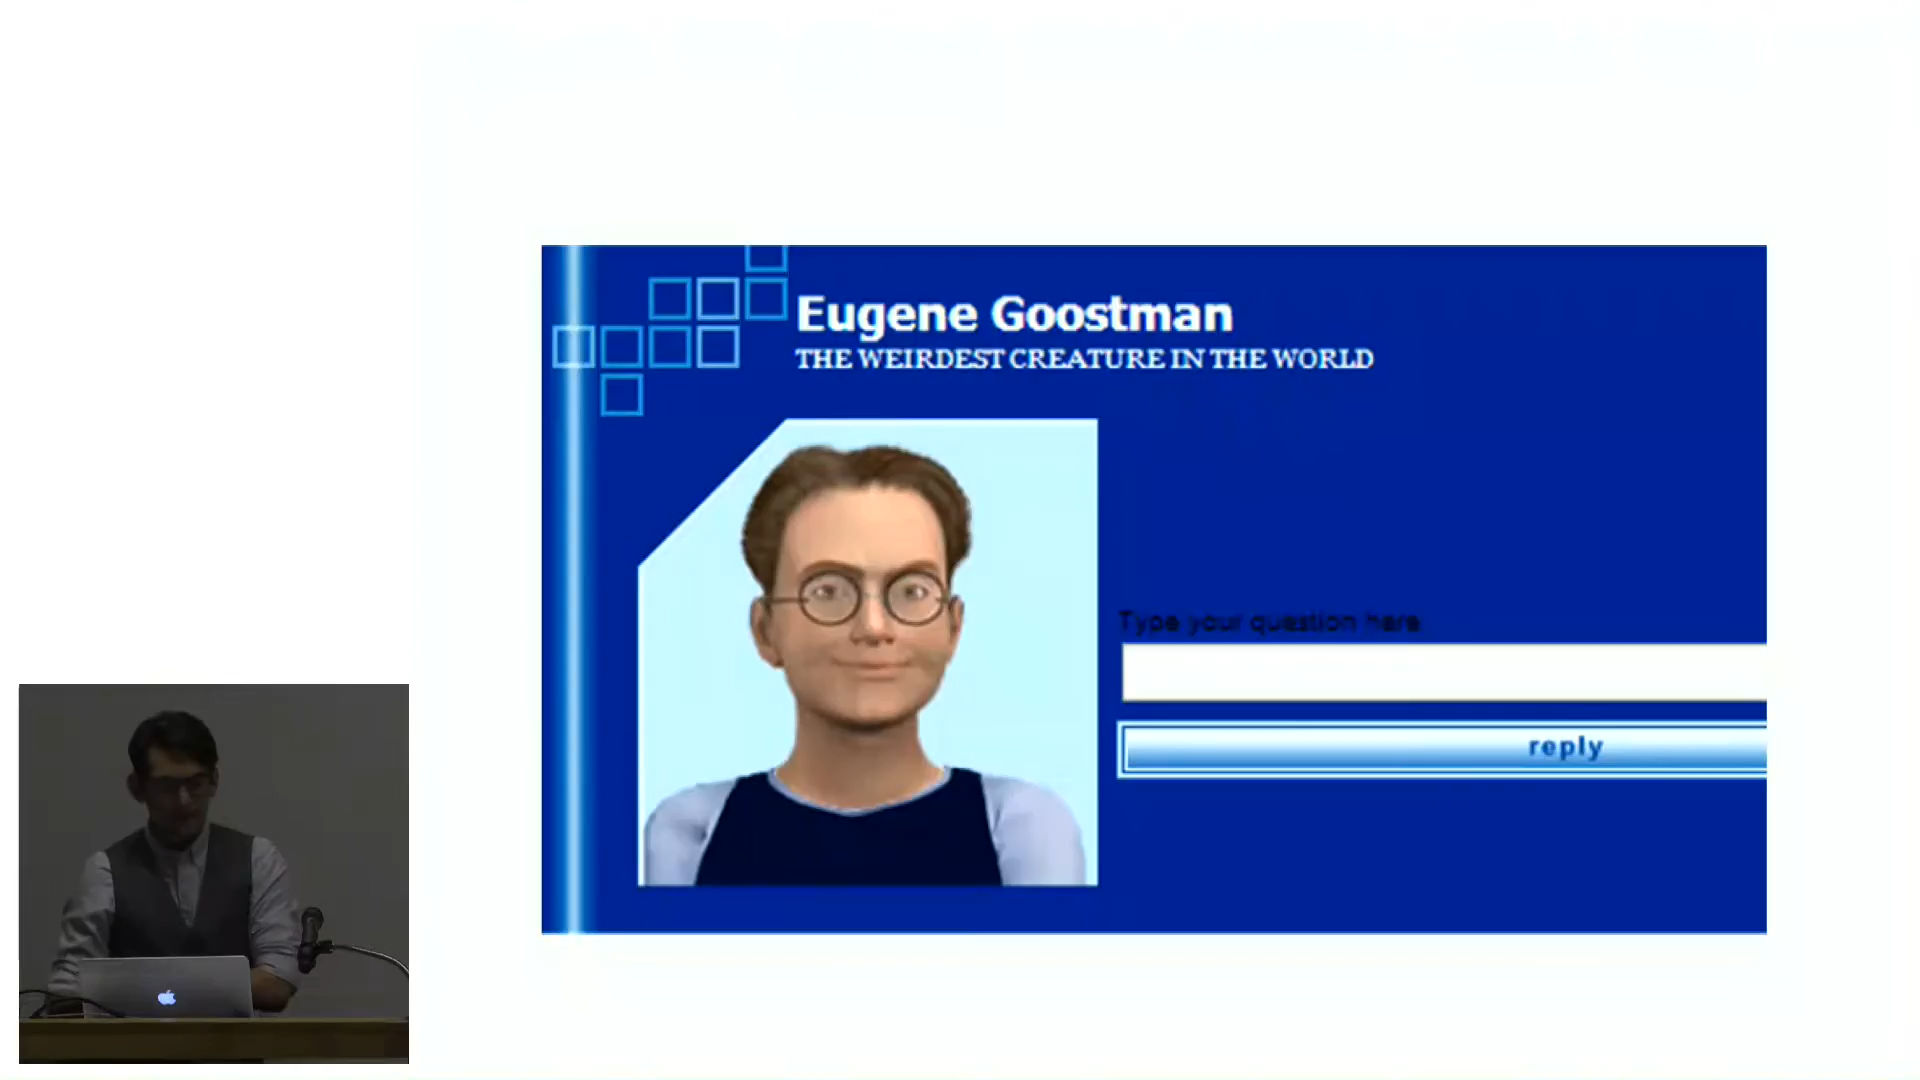 Eugene Goostman
THE WEIRDEST CREATURE IN THE WORLD
Type your question here
reply